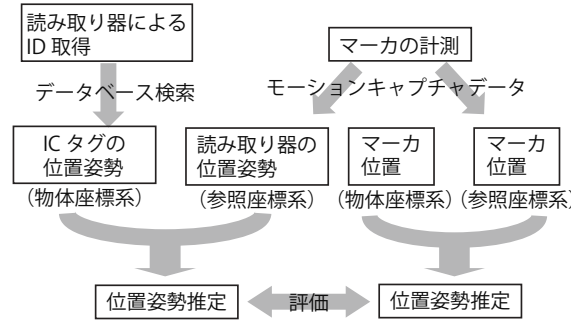 読み取り器による
ID 取得
マーカの計測
データベース検索
モーションキャプチャデータ
IC タグの
位置姿勢
読み取り器の
位置姿勢
マーカ
位置
マーカ
位置
(物体座標系)
(参照座標系)
(物体座標系)
(参照座標系)
位置姿勢推定
評価
位置姿勢推定